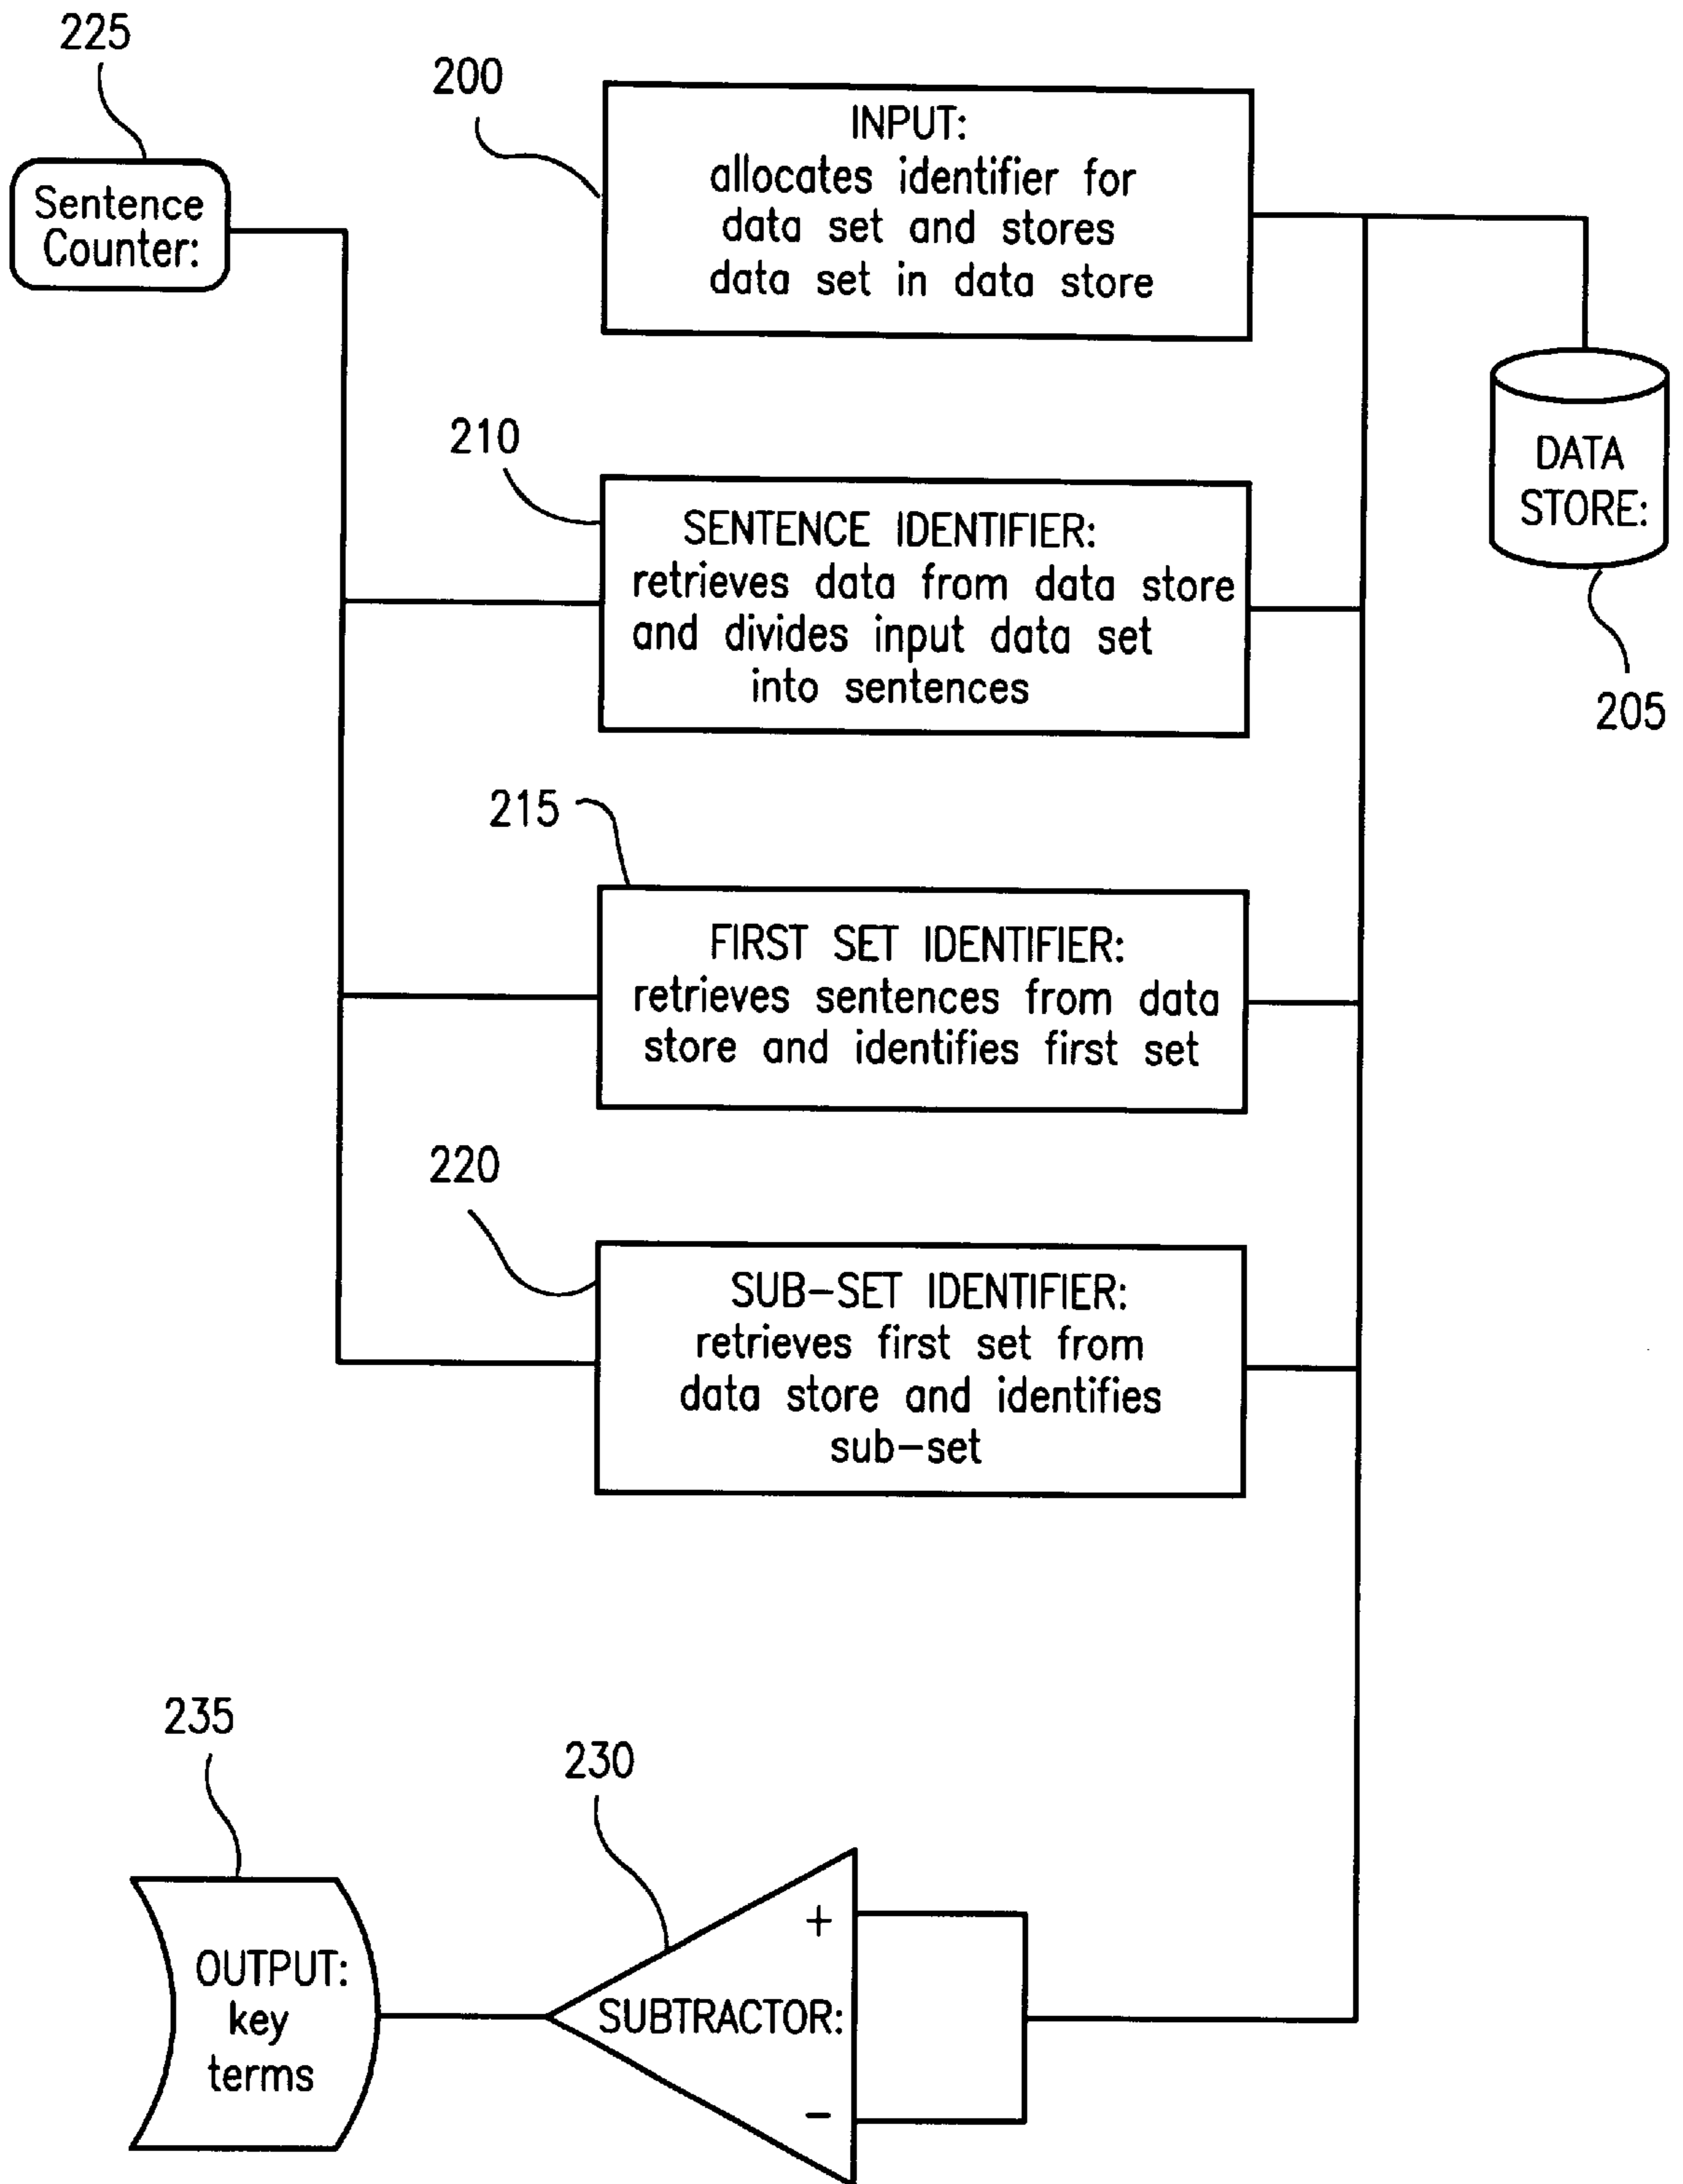 225
200
Sentence
Counter:
INPUT:
allocates identifier for
data set and stores
data set in data store
DATA
STORE:
205
210
SENTENCE IDENTIFIER:
retrieves data from data store
and divides input data set
into sentences
215
FIRST SET IDENTIFIER:
retrieves sentences from data
store and identifies first set
220
SUB-SET IDENTIFIER:
retrieves first set from
data store and identifies
sub-set
235
230
OUTPUT:
key
terms
+
SUBTRACTOR:
-